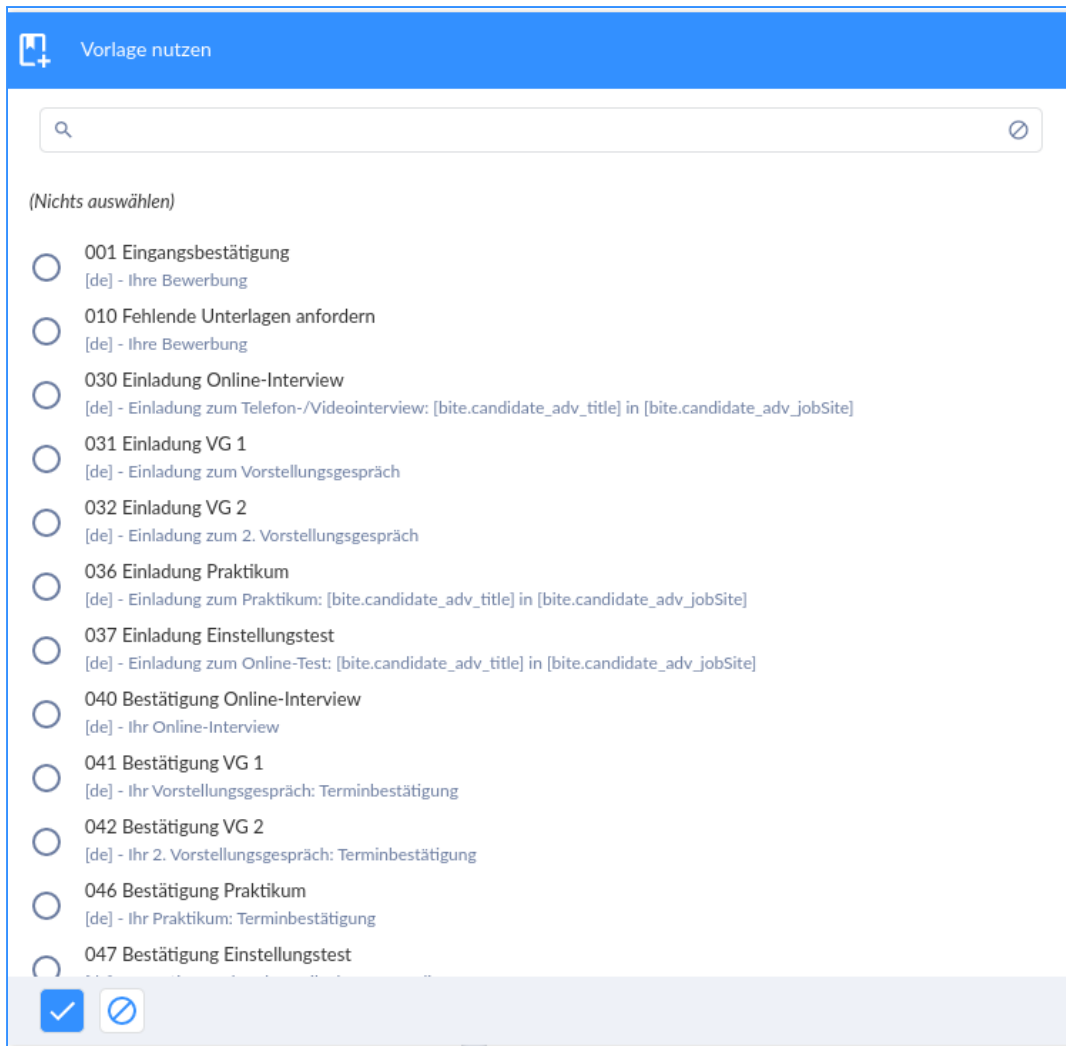 Vorlage nutzen
(Nichts auswählen)
001 Eingangsbestätigung
[de] - Ihre Bewerbung
010 Fehlende Unterlagen anfordern
[de] - Ihre Bewerbung
030 Einladung Online-Interview
[de] - Einladung zum Telefon-/Videointerview: [bite.candidate_adv_title] in [bite.candidate_adv_jobSite]
031 Einladung VG 1
[de] - Einladung zum Vorstellungsgespräch
032 Einladung VG 2
[de] - Einladung zum 2. Vorstellungsgespräch
036 Einladung Praktikum
[de] - Einladung zum Praktikum: [bite.candidate_adv_title] in [bite.candidate_adv_jobSite]
037 Einladung Einstellungstest
[de] - Einladung zum Online-Test: [bite.candidate_adv_title] in [bite.candidate_adv_jobSite]
040 Bestätigung Online-Interview
[de] - Ihr Online-Interview
041 Bestätigung VG 1
[de] - Ihr Vorstellungsgespräch: Terminbestätigung
042 Bestätigung VG 2
[de] - Ihr 2. Vorstellungsgespräch: Terminbestätigung
046 Bestätigung Praktikum
[de] - Ihr Praktikum: Terminbestätigung
047 Bestätigung Einstellungstest